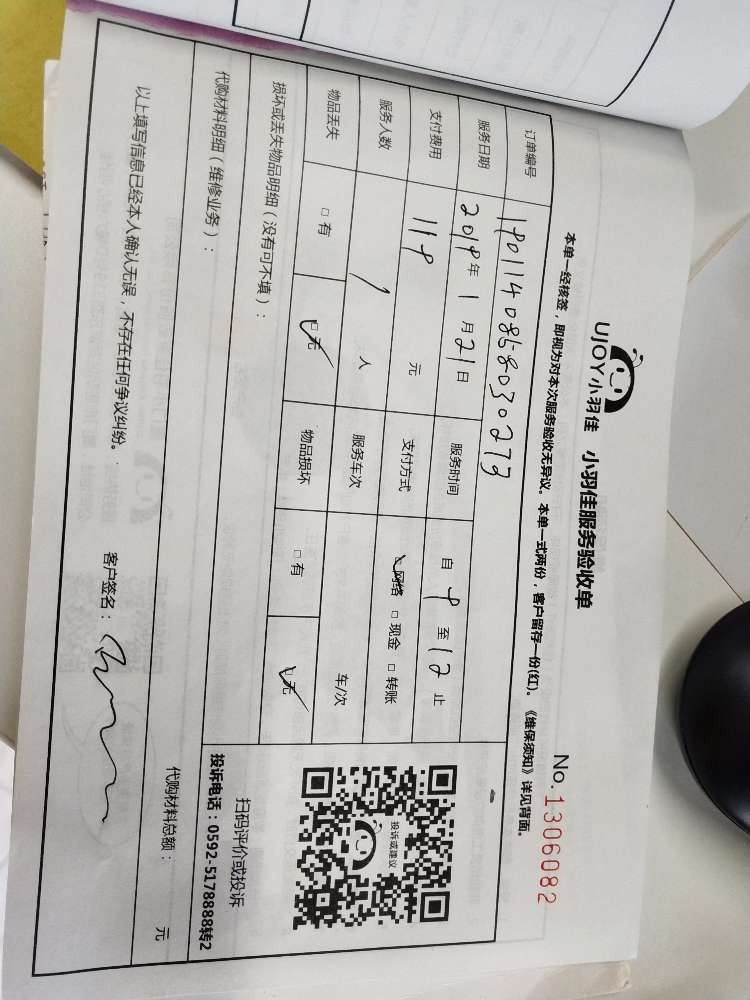 UJOY小羽佳 小羽佳服务验收单
No.1306082
本单一经核签，即视为对本次服务验收无异议。本单一式两份，客户留存一份(红)。《维保须知》详见背面。
订单编号
服务日期 2019年1月21日 服务时间 自9至12止
支付费用 119元 支付方式 网络 □现金 □转账
服务人数 1人 服务车次 车/次
物品丢失 □有 □无 物品损坏 □有 □无
损坏或丢失物品明细（没有可不填）：
代购材料明细（维修业务）：
代购材料总额： 元
投诉或建议
扫码评价或投诉
投诉电话：0592-5178888转2
以上填写信息已经本人确认无误，不存在任何争议纠纷。
客户签名：